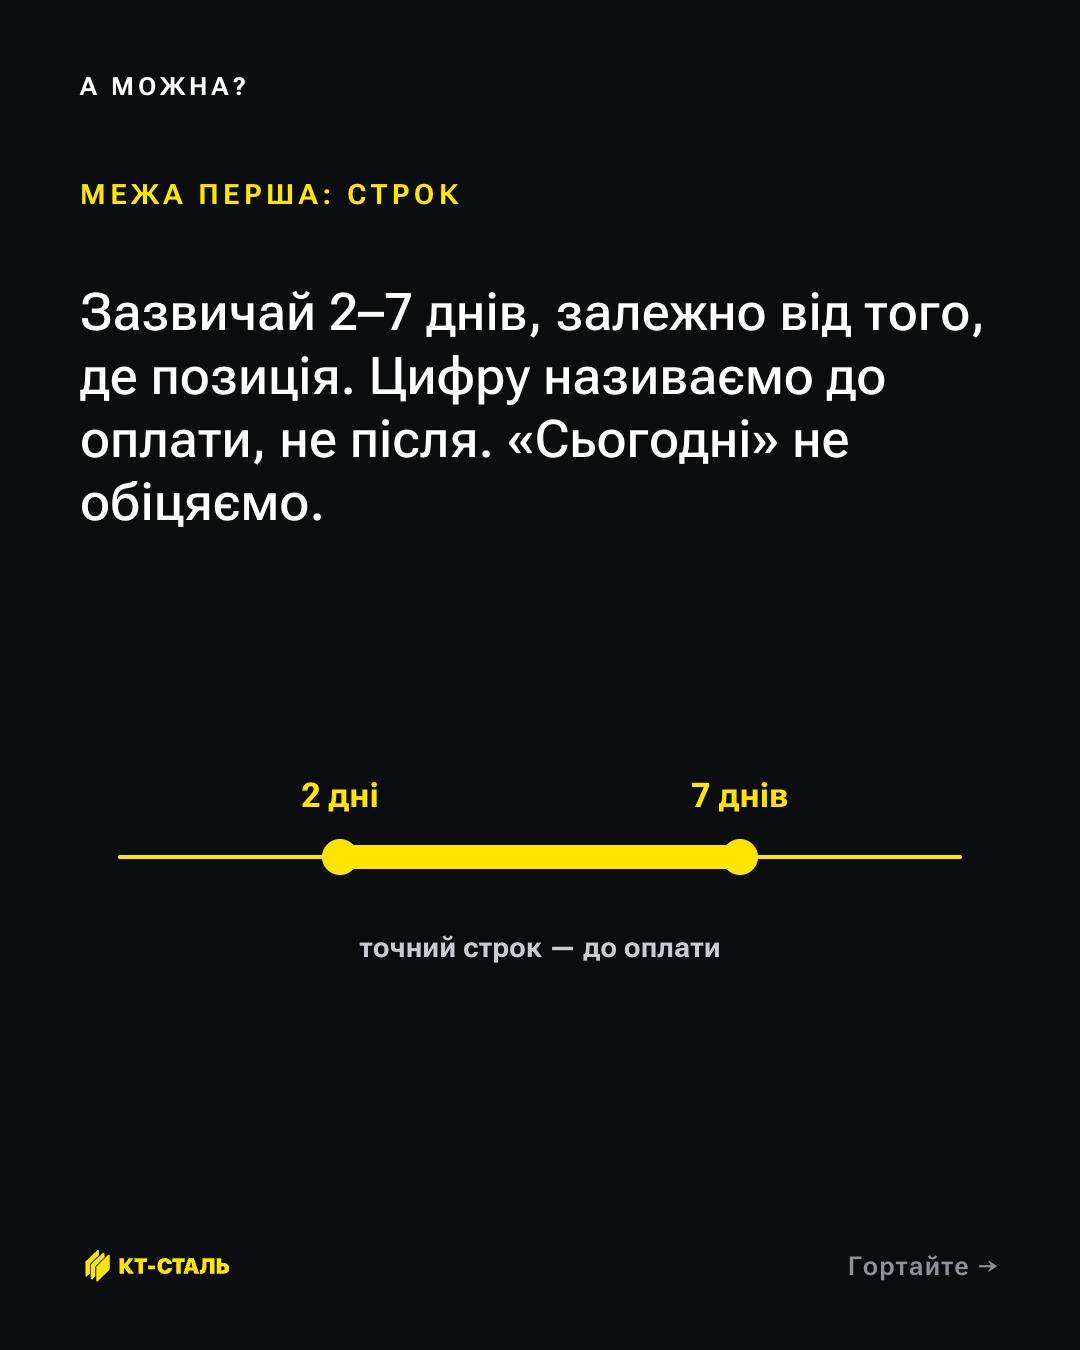 А МОЖНА?
МЕЖА ПЕРША: СТРОК
Зазвичай 2–7 днів, залежно від того,
де позиція. Цифру називаємо до
оплати, не після. «Сьогодні» не
обіцяємо.
2 дні
7 днів
точний строк — до оплати
КТ-СТАЛЬ
Гортайте →